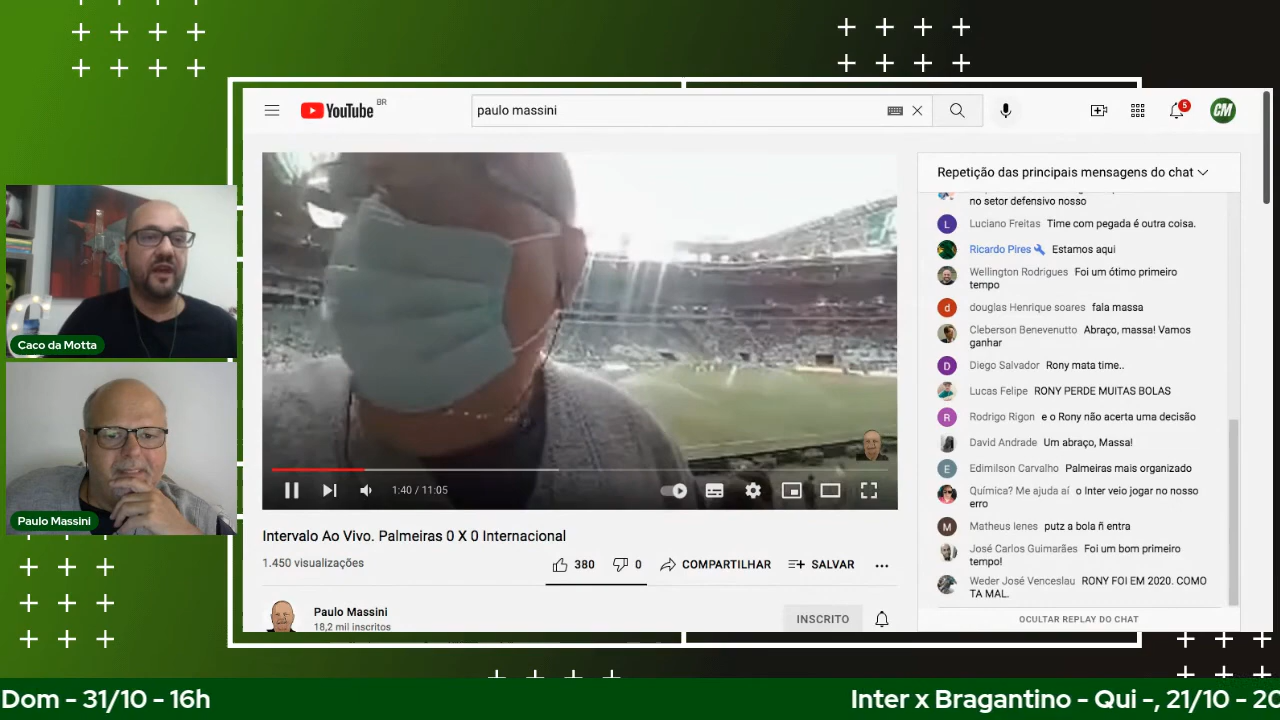 YouTube BR
paulo massini
5
CM
Repetição das principais mensagens do chat
no setor defensivo nosso
Luciano Freitas Time com pegada é outra coisa.
Ricardo Pires Estamos aqui
Wellington Rodrigues Foi um ótimo primeiro
tempo
douglas Henrique soares fala massa
Cleberson Benevenutto Abraço, massa! Vamos
ganhar
Diego Salvador Rony mata time..
Lucas Felipe RONY PERDE MUITAS BOLAS
Rodrigo Rigon e o Rony não acerta uma decisão
David Andrade Um abraço, Massa!
Edimilson Carvalho Palmeiras mais organizado
Química? Me ajuda aí o Inter veio jogar no nosso
erro
Matheus Ienes putz a bola ñ entra
José Carlos Guimarães Foi um bom primeiro
tempo!
Weder José Venceslau RONY FOI EM 2020. COMO
TA MAL.
OCULTAR REPLAY DO CHAT
Caco da Motta
Paulo Massini
1:40 / 11:05
Intervalo Ao Vivo. Palmeiras 0 X 0 Internacional
1.450 visualizações
380
0
COMPARTILHAR
SALVAR
Paulo Massini
18,2 mil inscritos
INSCRITO
Dom - 31/10 - 16h
Inter x Bragantino - Qui -, 21/10 - 20